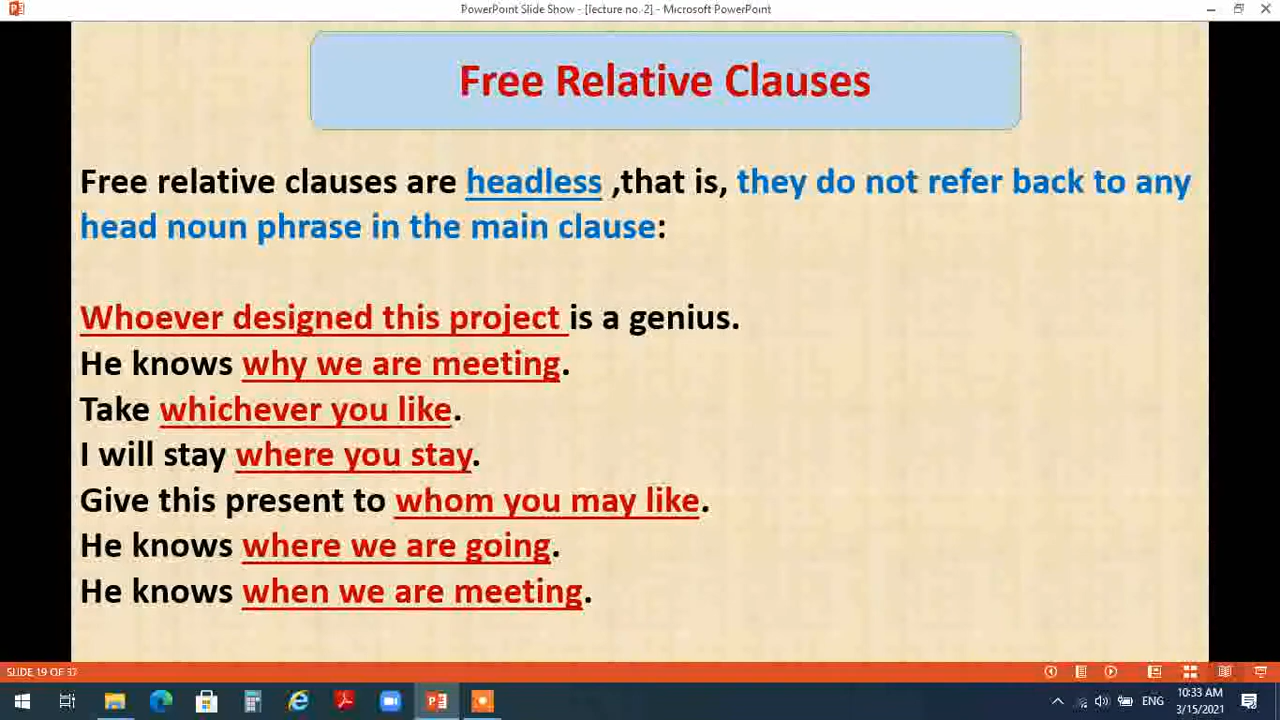 PowerPoint Slide Show - [lecture no. 2] - Microsoft PowerPoint
Free Relative Clauses
Free relative clauses are headless ,that is, they do not refer back to any
head noun phrase in the main clause:
Whoever designed this project is a genius.
He knows why we are meeting.
Take whichever you like.
I will stay where you stay.
Give this present to whom you may like.
He knows where we are going.
He knows when we are meeting.
SLIDE 19 OF 37
10:33 AM
ENG
3/15/2021